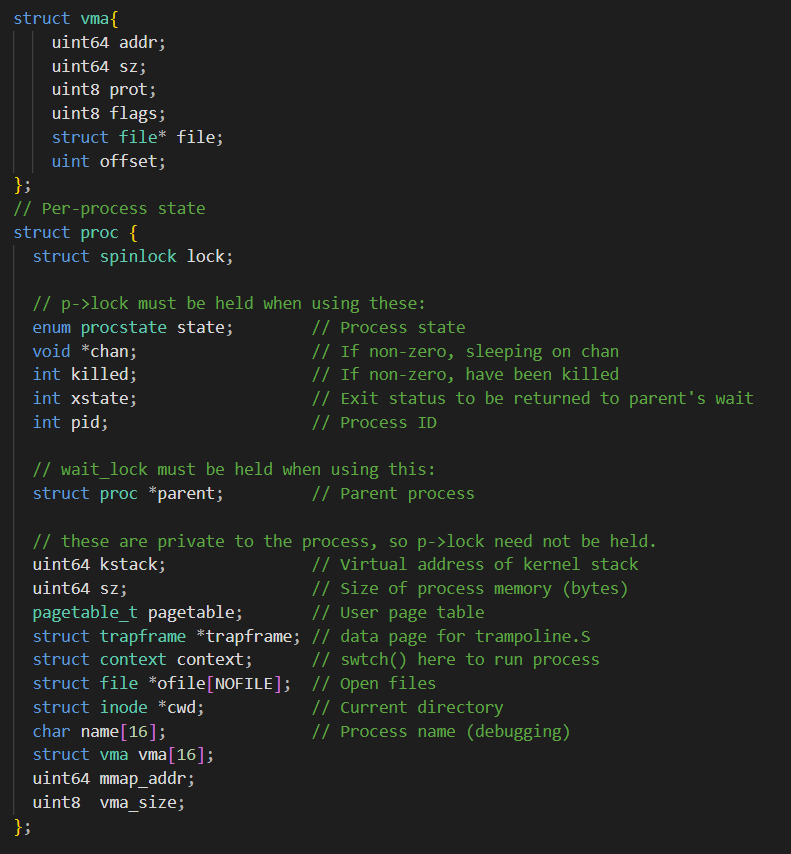 struct vma{
    uint64 addr;
    uint64 sz;
    uint8 prot;
    uint8 flags;
    struct file* file;
    uint offset;
};
// Per-process state
struct proc {
  struct spinlock lock;

  // p->lock must be held when using these:
  enum procstate state;        // Process state
  void *chan;                  // If non-zero, sleeping on chan
  int killed;                  // If non-zero, have been killed
  int xstate;                  // Exit status to be returned to parent's wait
  int pid;                     // Process ID

  // wait_lock must be held when using this:
  struct proc *parent;         // Parent process

  // these are private to the process, so p->lock need not be held.
  uint64 kstack;               // Virtual address of kernel stack
  uint64 sz;                   // Size of process memory (bytes)
  pagetable_t pagetable;       // User page table
  struct trapframe *trapframe; // data page for trampoline.S
  struct context context;      // swtch() here to run process
  struct file *ofile[NOFILE];  // Open files
  struct inode *cwd;           // Current directory
  char name[16];               // Process name (debugging)
  struct vma vma[16];
  uint64 mmap_addr;
  uint8  vma_size;
};